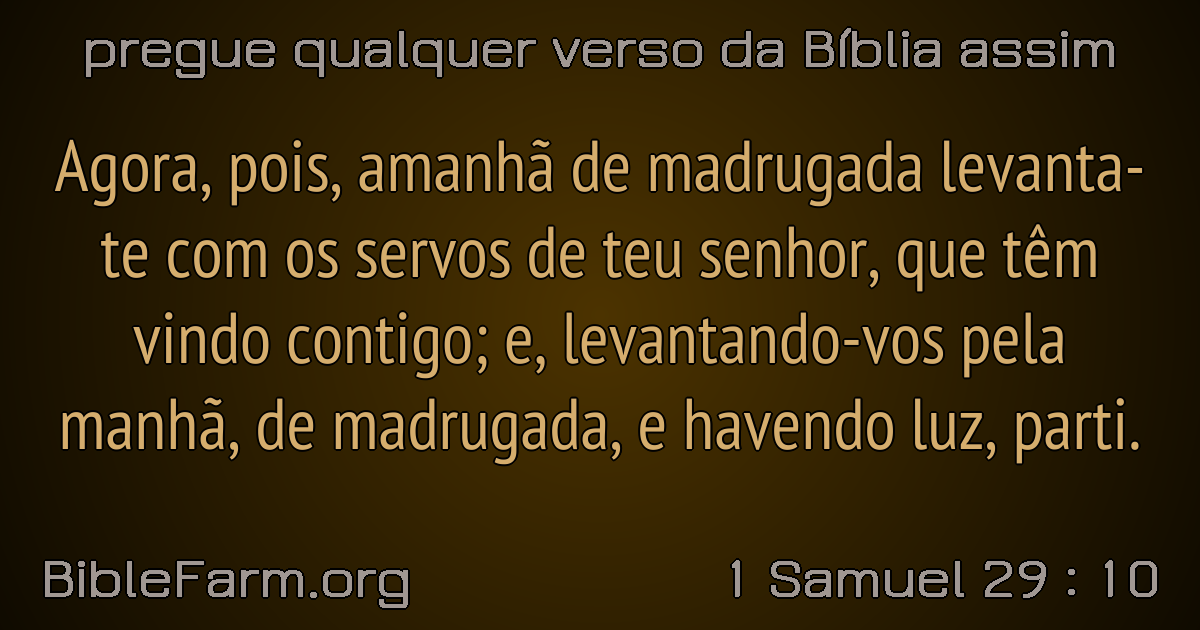 pregue qualquer verso da Bíblia assim
Agora, pois, amanhã de madrugada levanta-
te com os servos de teu senhor, que têm
vindo contigo; e, levantando-vos pela
manhã, de madrugada, e havendo luz, parti.
BibleFarm.org
1 Samuel 29 : 10